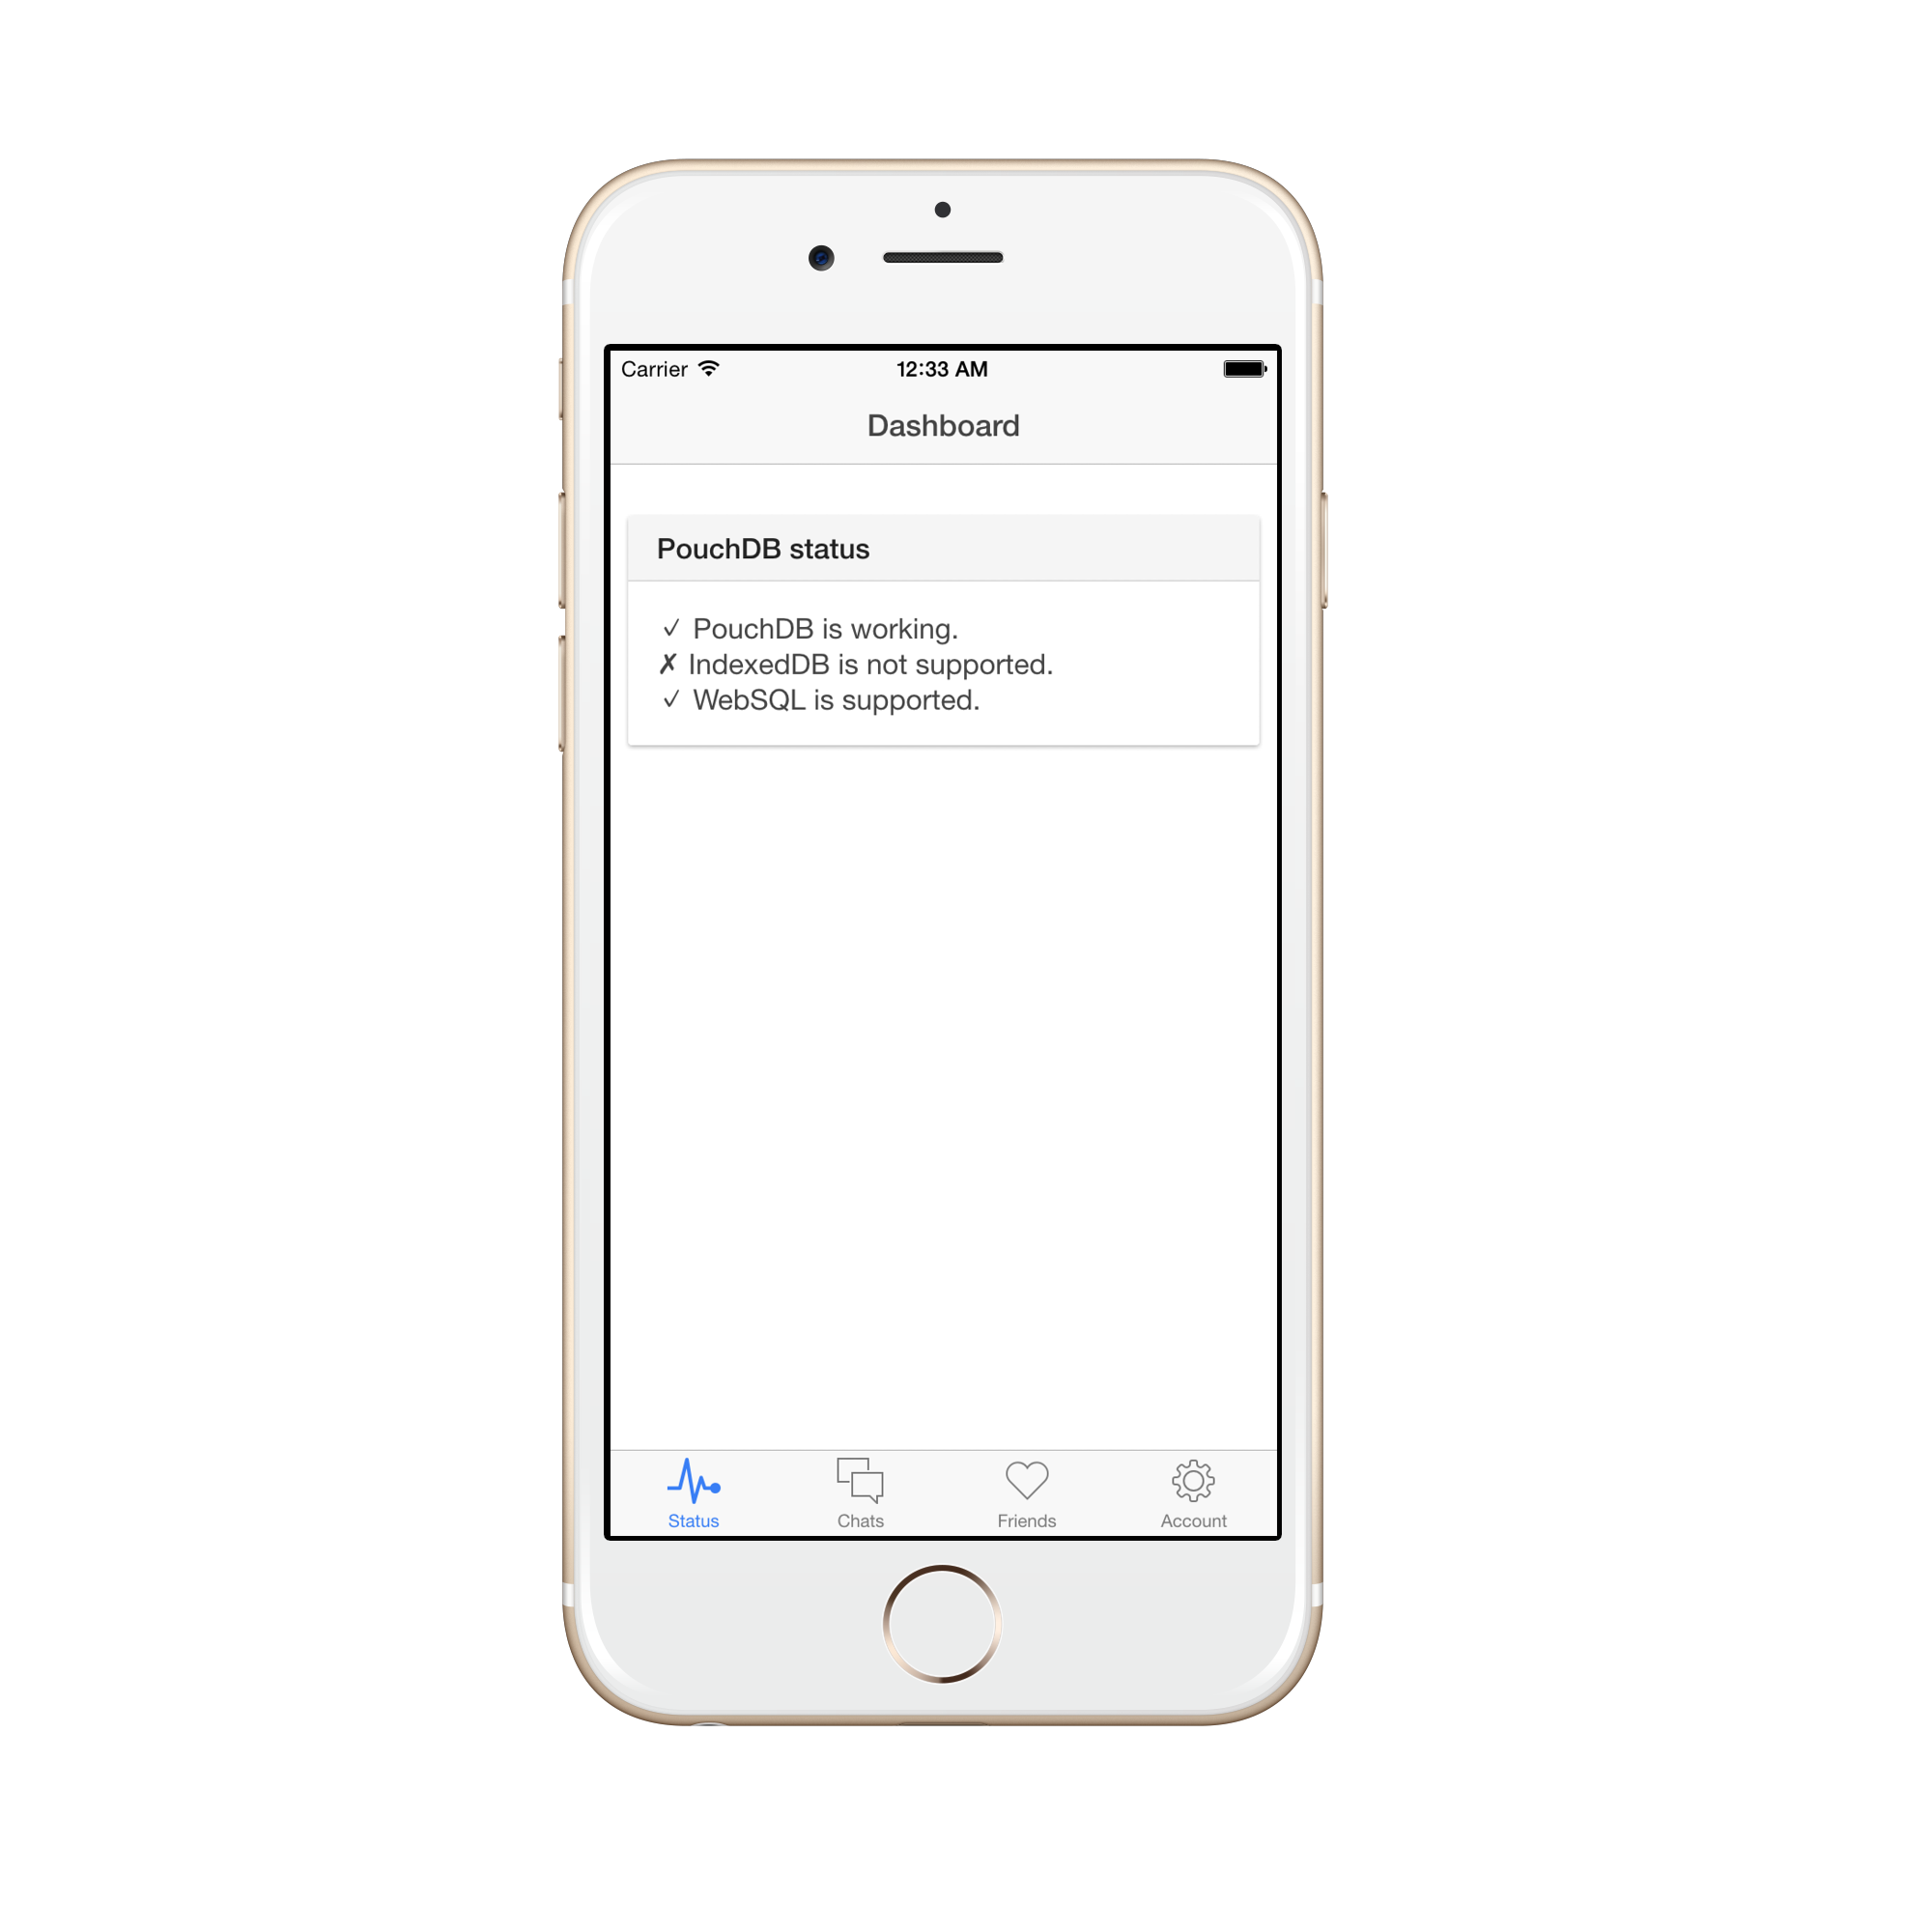 Carrier 12:33 AM
Dashboard
PouchDB status
✓ PouchDB is working.
✗ IndexedDB is not supported.
✓ WebSQL is supported.
Status Chats Friends Account